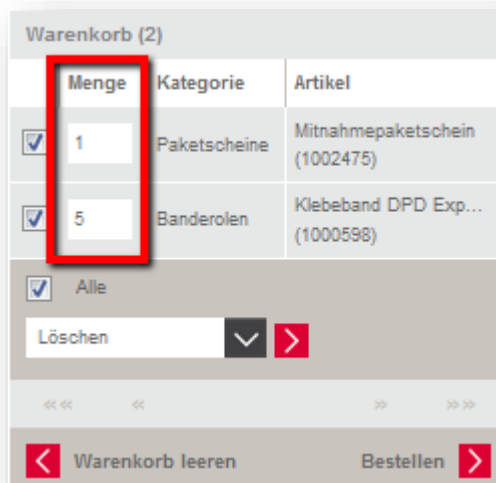 Warenkorb (2)
Menge Kategorie Artikel
1 Paketscheine Mitnahmepaketschein
(1002475)
5 Banderolen Klebeband DPD Exp...
(1000598)
Alle
Löschen
«« « » »»
Warenkorb leeren Bestellen